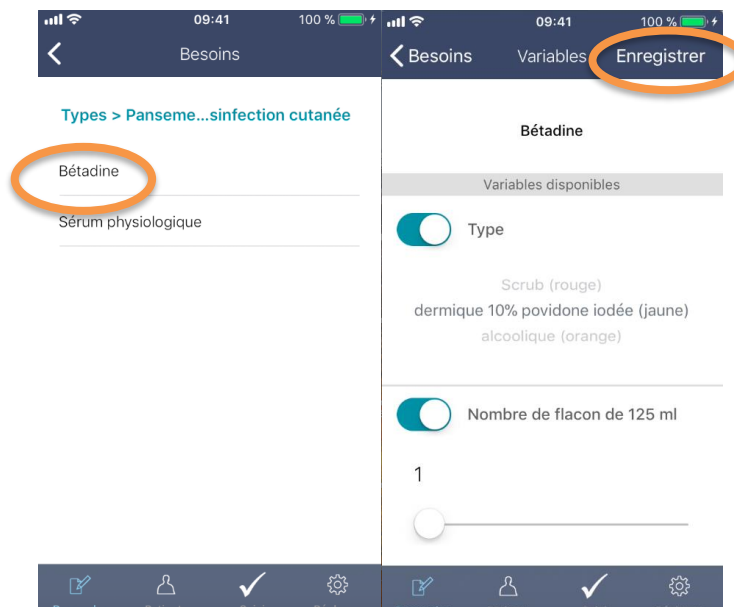 09:41
100 %
Besoins
Types > Panseme...sinfection cutanée
Bétadine
Sérum physiologique
09:41
100 %
Besoins
Variables
Enregistrer
Bétadine
Variables disponibles
Type
Scrub (rouge)
dermique 10% povidone iodée (jaune)
alcoolique (orange)
Nombre de flacon de 125 ml
1